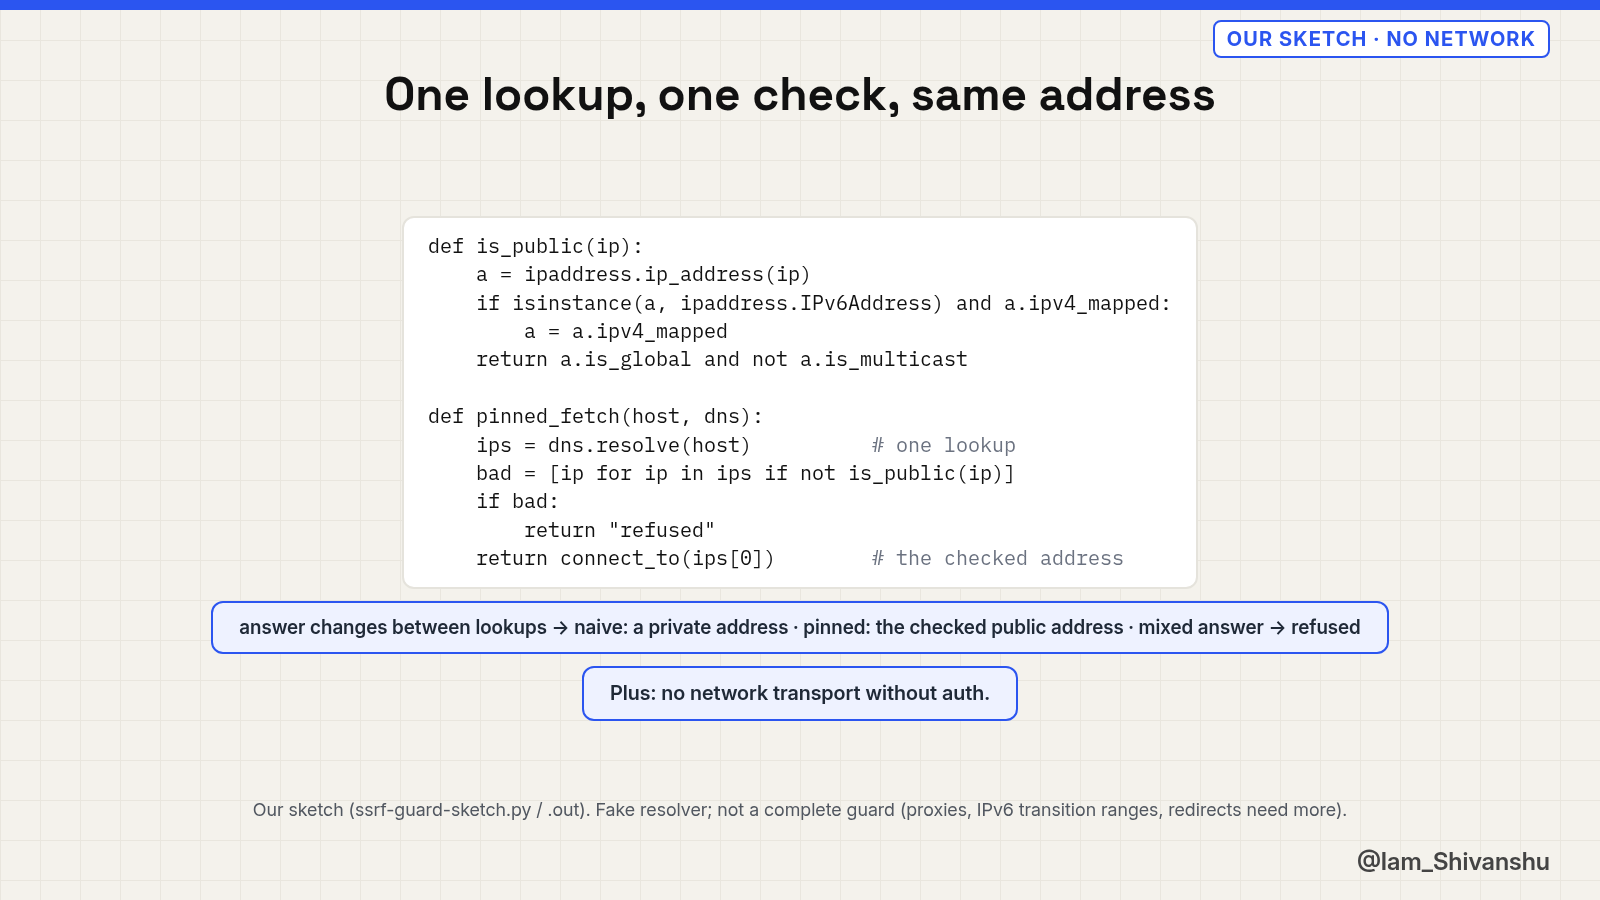 OUR SKETCH · NO NETWORK
One lookup, one check, same address
def is_public(ip):
    a = ipaddress.ip_address(ip)
    if isinstance(a, ipaddress.IPv6Address) and a.ipv4_mapped:
        a = a.ipv4_mapped
    return a.is_global and not a.is_multicast
def pinned_fetch(host, dns):
    ips = dns.resolve(host)          # one lookup
    bad = [ip for ip in ips if not is_public(ip)]
    if bad:
        return "refused"
    return connect_to(ips[0])        # the checked address
answer changes between lookups → naive: a private address · pinned: the checked public address · mixed answer → refused
Plus: no network transport without auth.
Our sketch (ssrf-guard-sketch.py / .out). Fake resolver; not a complete guard (proxies, IPv6 transition ranges, redirects need more).
@Iam_Shivanshu